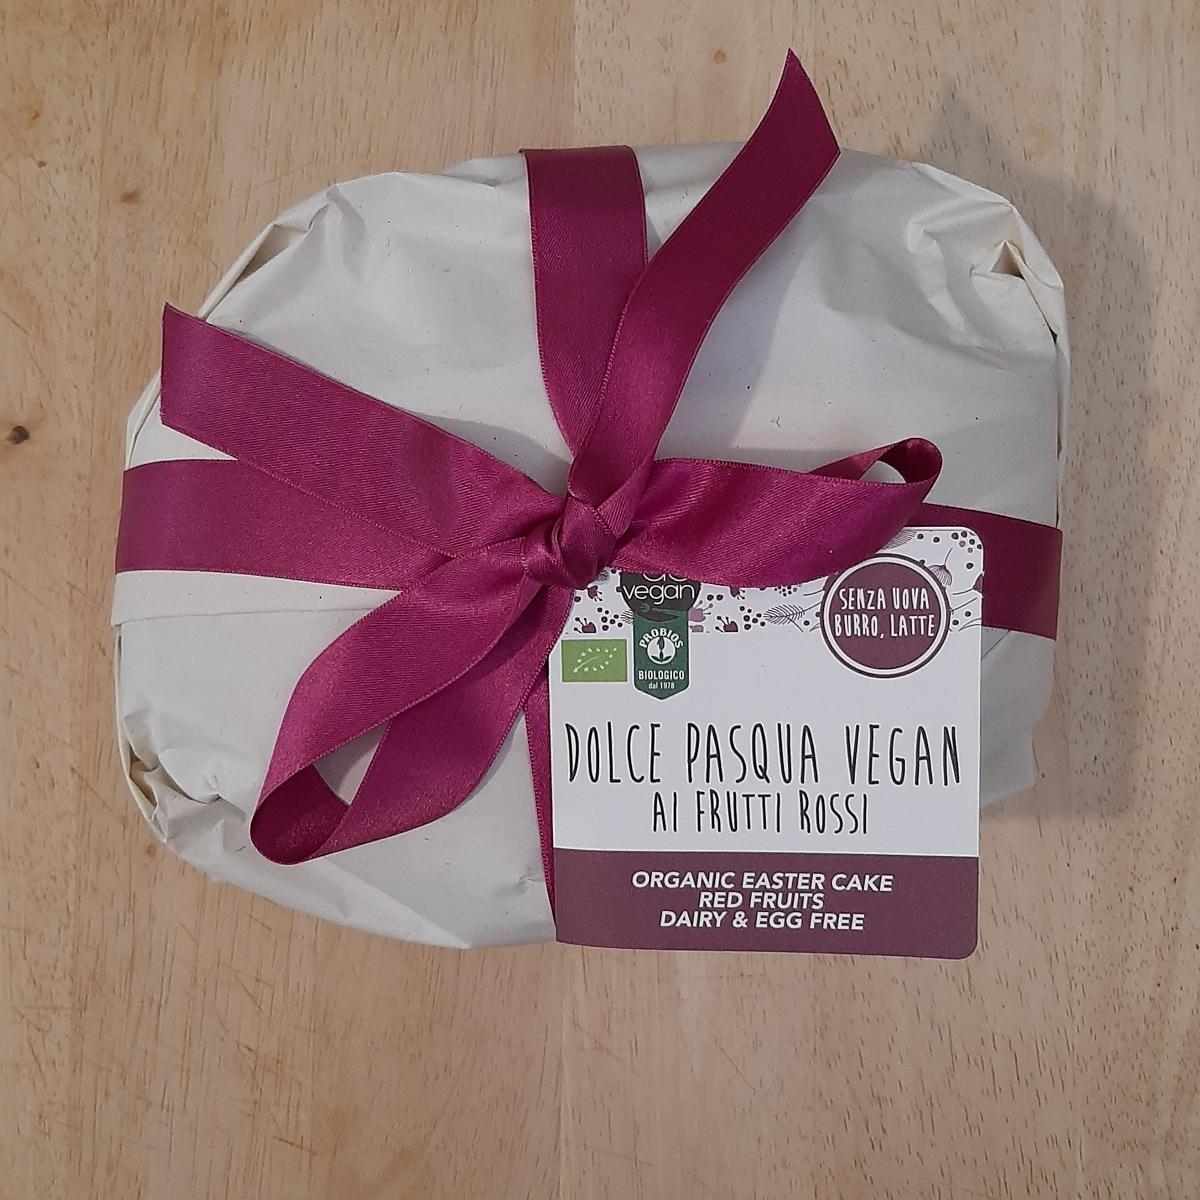 vegan
SENZA UOVA
BURRO, LATTE
PROBIOS
BIOLOGICO
dal 1978
DOLCE PASQUA VEGAN
AI FRUTTI ROSSI
ORGANIC EASTER CAKE
RED FRUITS
DAIRY & EGG FREE